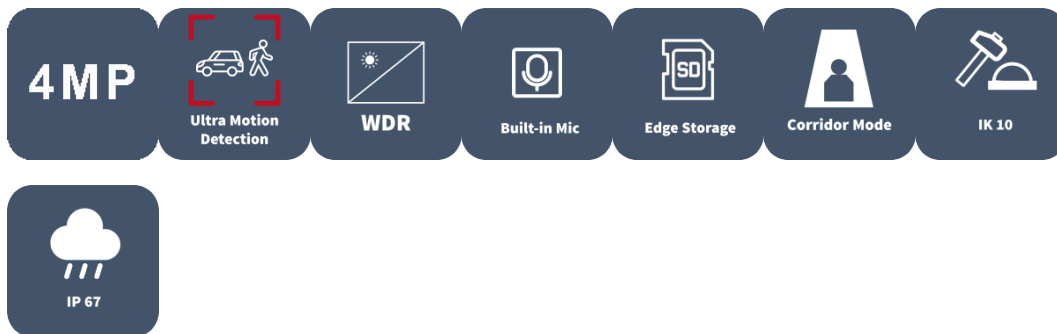 4MP
Ultra Motion
Detection
WDR
Built-in Mic
SD
Edge Storage
Corridor Mode
IK 10
IP 67